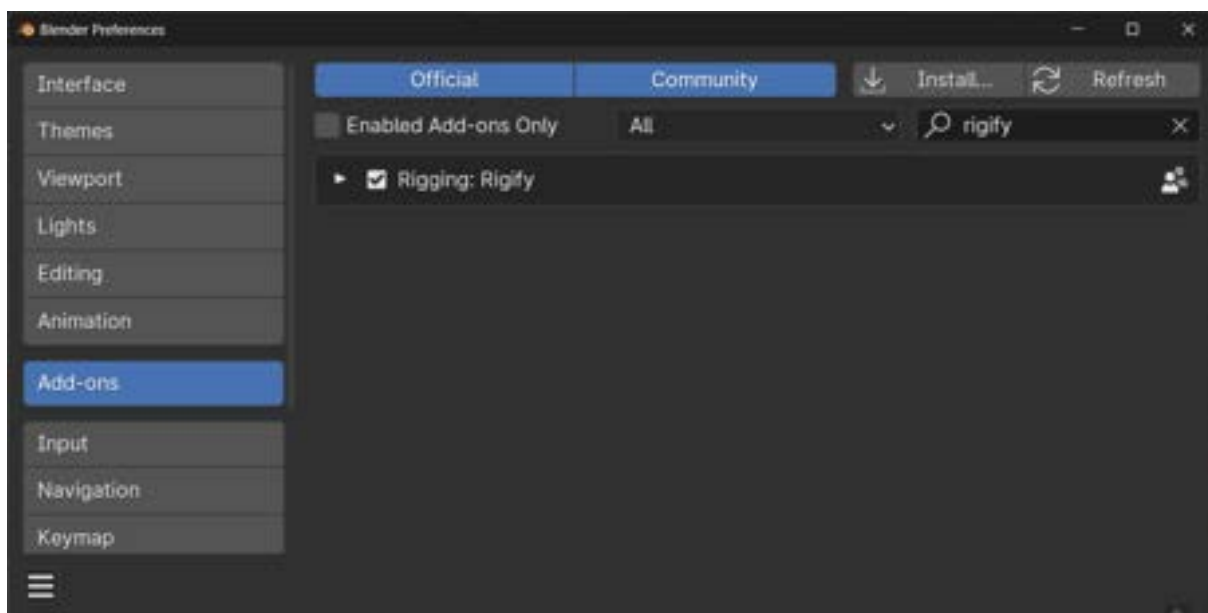 Blender Preferences
Interface
Themes
Viewport
Lights
Editing
Animation
Add-ons
Input
Navigation
Keymap
Official Community Install... Refresh
Enabled Add-ons Only All rigify
Rigging: Rigify